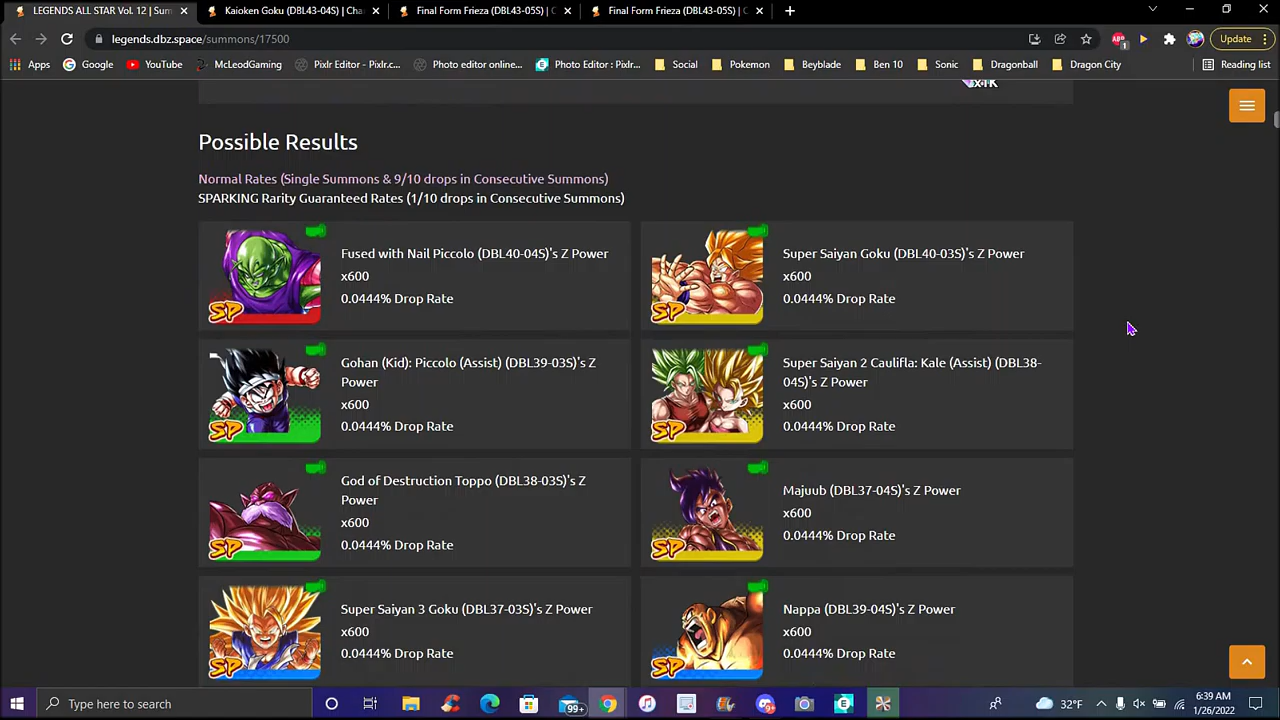 LEGENDS ALL STAR Vol. 12 | Sum
Kaioken Goku (DBL43-04S) | Cha
Final Form Frieza (DBL43-05S) | C
Final Form Frieza (DBL43-05S) | C
legends.dbz.space/summons/17500
ABP
1
Update
Apps
Google
YouTube
McLeodGaming
Pixlr Editor - Pixlr.c...
Photo editor online...
Photo Editor : Pixlr...
Social
Pokemon
Beyblade
Ben 10
Sonic
Dragonball
Dragon City
Reading list
Possible Results
Normal Rates (Single Summons & 9/10 drops in Consecutive Summons)
SPARKING Rarity Guaranteed Rates (1/10 drops in Consecutive Summons)
SP
Fused with Nail Piccolo (DBL40-04S)'s Z Power
x600
0.0444% Drop Rate
SP
Super Saiyan Goku (DBL40-03S)'s Z Power
x600
0.0444% Drop Rate
SP
Gohan (Kid): Piccolo (Assist) (DBL39-03S)'s Z
Power
x600
0.0444% Drop Rate
SP
Super Saiyan 2 Caulifla: Kale (Assist) (DBL38-
04S)'s Z Power
x600
0.0444% Drop Rate
SP
God of Destruction Toppo (DBL38-03S)'s Z
Power
x600
0.0444% Drop Rate
SP
Majuub (DBL37-04S)'s Z Power
x600
0.0444% Drop Rate
SP
Super Saiyan 3 Goku (DBL37-03S)'s Z Power
x600
0.0444% Drop Rate
SP
Nappa (DBL39-04S)'s Z Power
x600
0.0444% Drop Rate
Type here to search
99+
32°F
6:39 AM
1/26/2022